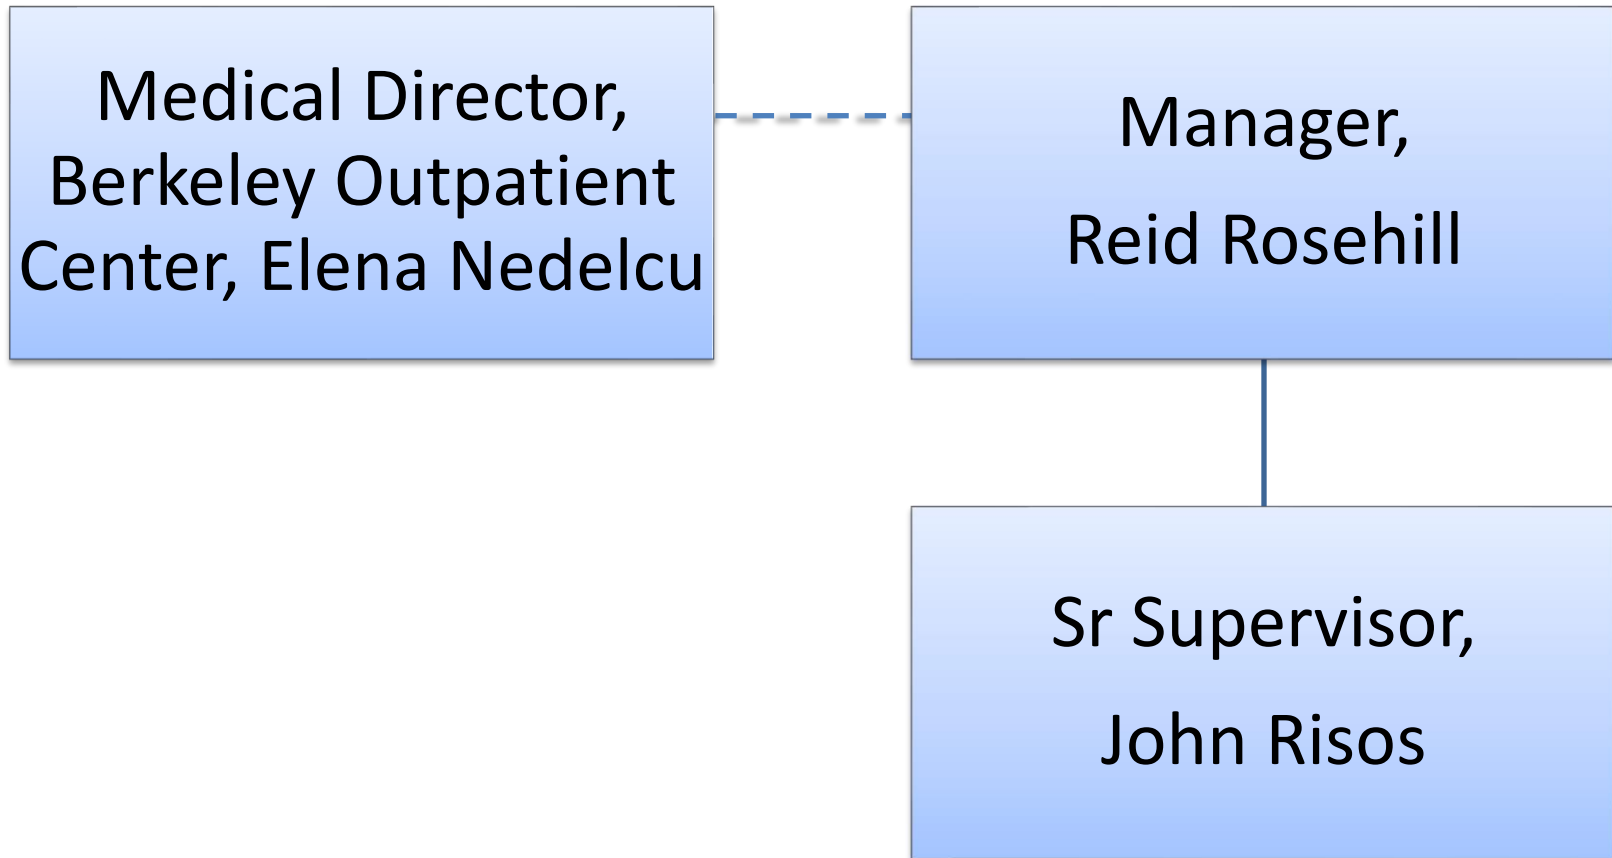 Medical Director,
Berkeley Outpatient
Center, Elena Nedelcu
Manager,
Reid Rosehill
Sr Supervisor,
John Risos